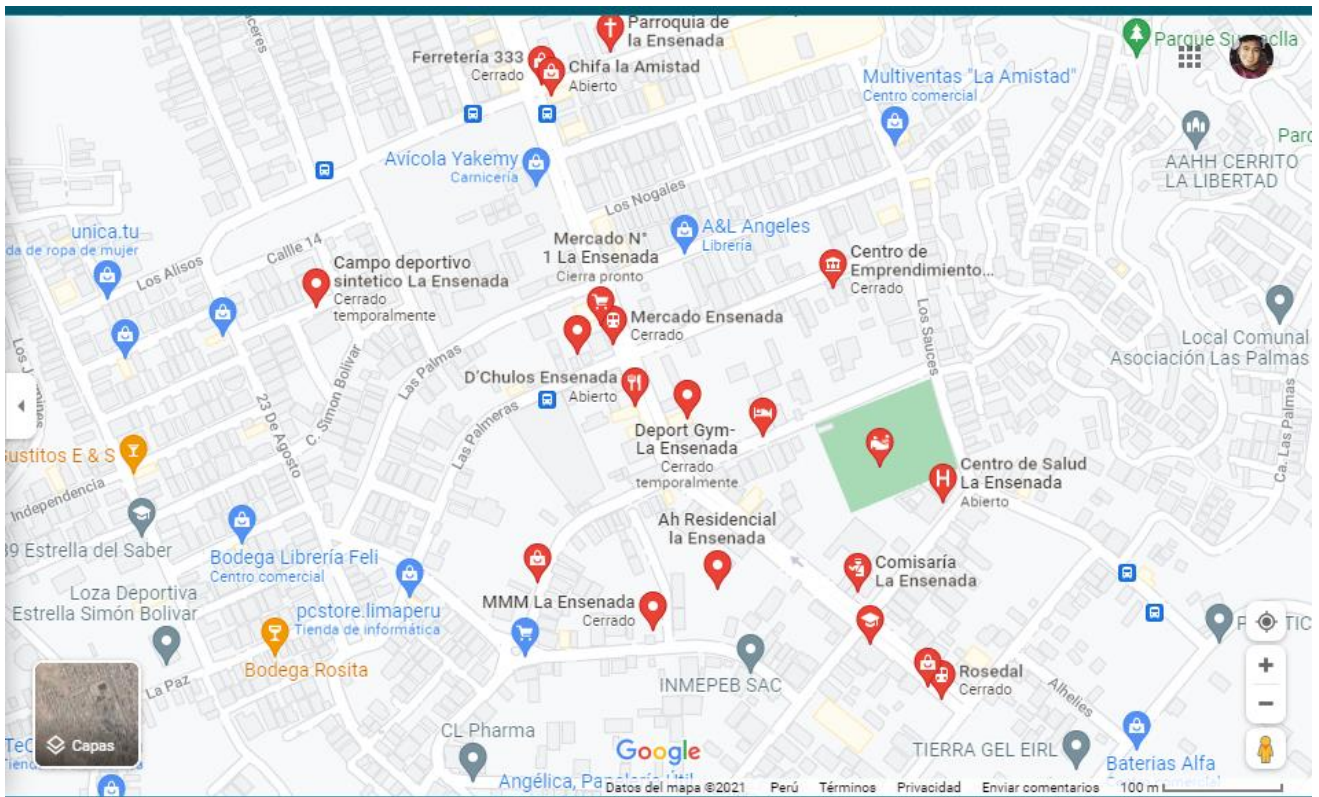 Parroquia de
la Ensenada
Ferretería 333
Cerrado
Chifa la Amistad
Abierto
Parque
Multiventas "La Amistad"
Centro comercial
Avícola Yakemy
Carnicería
AAHH CERRITO
LA LIBERTAD
Los Nogales
unica.tu
da de ropa de mujer
A&L Angeles
Librería
Mercado N°
1 La Ensenada
Cierra pronto
Callle 14
Los Alisos
Campo deportivo
sintetico La Ensenada
Cerrado
temporalmente
Centro de
Emprendimiento...
Cerrado
Los Sauces
Mercado Ensenada
Cerrado
Local Comunal
Asociación Las Palmas
Las Palmas
C. Simon Bolivar
D'Chulos Ensenada
Abierto
Las Palmeras
23 De Agosto
Ca. Las Palmas
Deport Gym-
La Ensenada
Cerrado
temporalmente
ustitos E & S
Independencia
Centro de Salud
La Ensenada
Abierto
Ah Residencial
la Ensenada
39 Estrella del Saber
Bodega Librería Feli
Centro comercial
Comisaría
La Ensenada
Loza Deportiva
Estrella Simón Bolivar
pcstore.limaperu
Tienda de informática
MMM La Ensenada
Cerrado
Bodega Rosita
La Paz
INMEPEB SAC
Rosedal
Cerrado
Alhelies
Capas
CL Pharma
Google
TIERRA GEL EIRL
Baterias Alfa
Angélica,
Datos del mapa ©2021 Perú Términos Privacidad Enviar comentarios 100 m